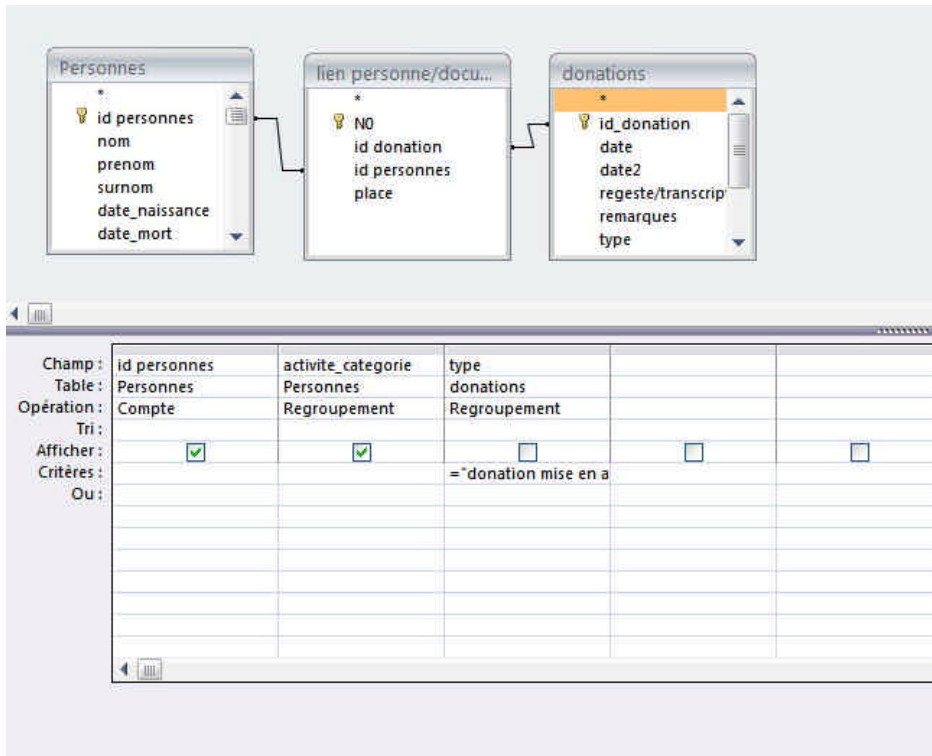 Personnes
*
id personnes
nom
prenom
surnom
date_naissance
date_mort
lien personne/docu...
*
N0
id donation
id personnes
place
donations
*
id_donation
date
date2
regeste/transcrip
remarques
type
Champ : id personnes activite_categorie type
Table : Personnes Personnes donations
Opération : Compte Regroupement Regroupement
Tri :
Afficher :
Critères : ="donation mise en a
Ou :